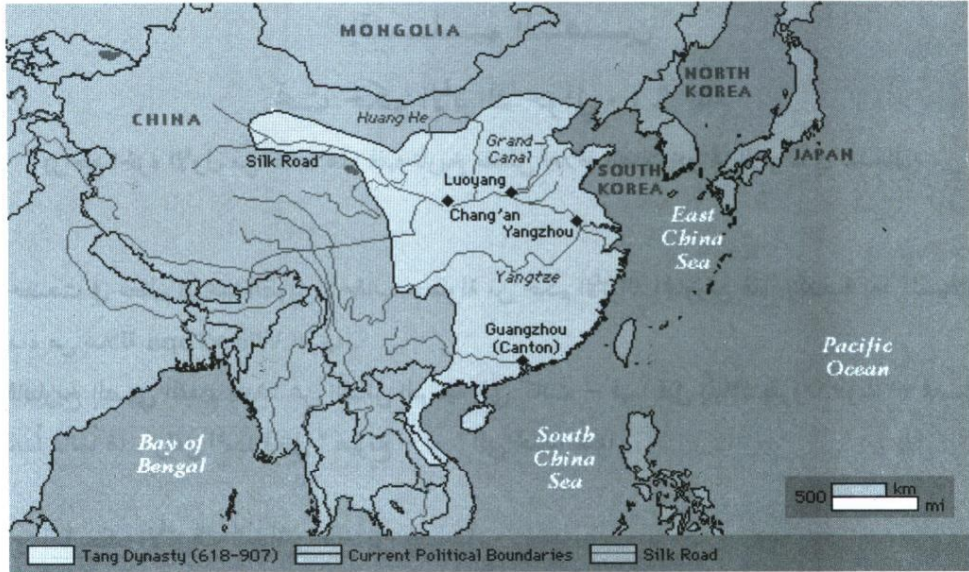 MONGOLIA
NORTH
KOREA
CHINA
Huang He
Grand
Canal
JAPAN
Silk Road
SOUTH
KOREA
Luoyang
Chang'an
Yangzhou
East
China
Sea
Yangtze
Guangzhou
(Canton)
Pacific
Ocean
Bay of
Bengal
South
China
Sea
500 km
mi
Tang Dynasty (618-907) Current Political Boundaries Silk Road